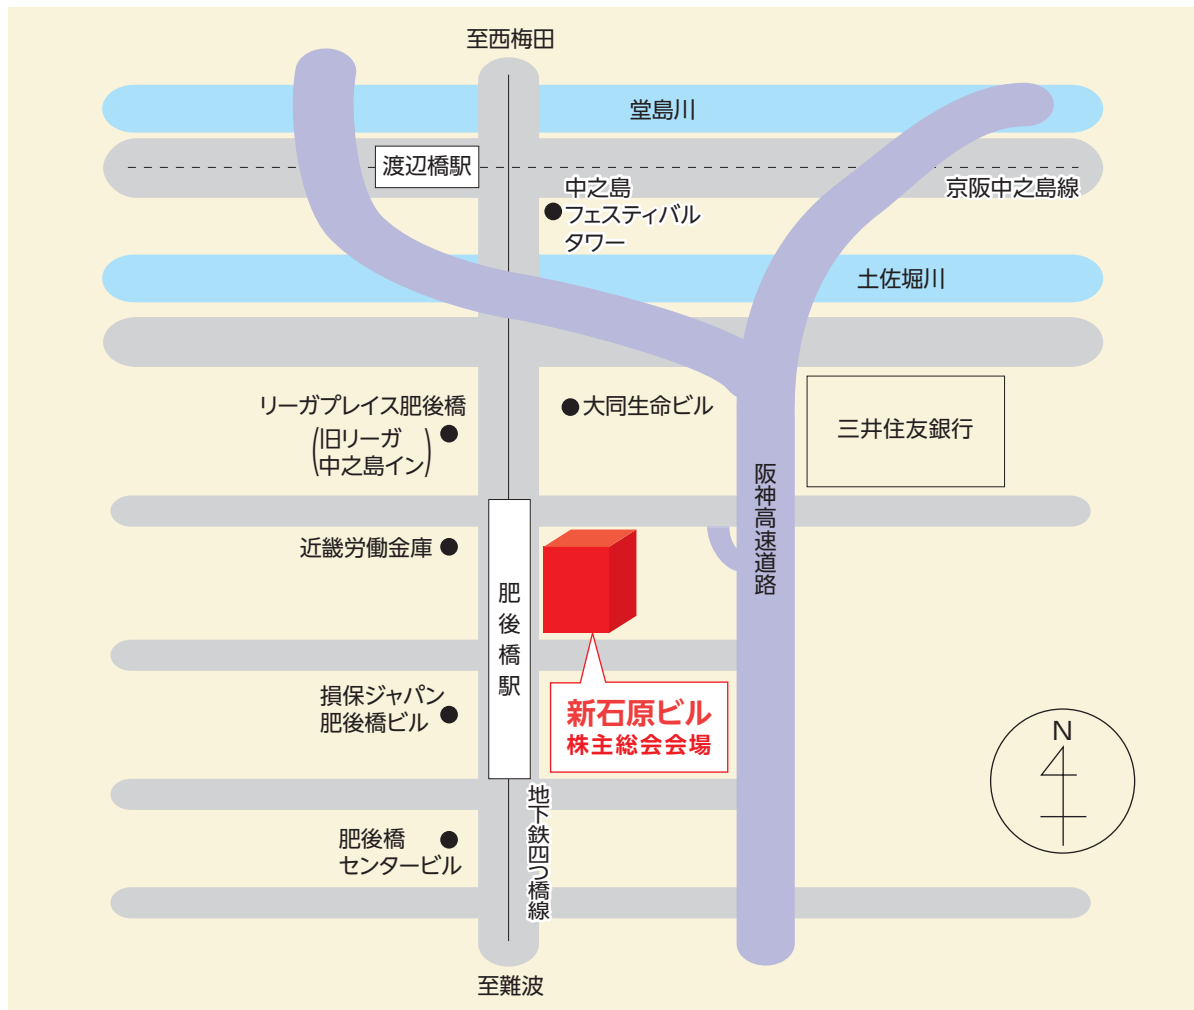 至西梅田
堂島川
渡辺橋駅
京阪中之島線
中之島
フェスティバル
タワー
土佐堀川
リーガプレイス肥後橋
(旧リーガ
中之島イン)
大同生命ビル
三井住友銀行
阪神高速道路
近畿労働金庫
肥後橋駅
損保ジャパン
肥後橋ビル
新石原ビル
株主総会会場
N
地下鉄四つ橋線
肥後橋
センタービル
至難波